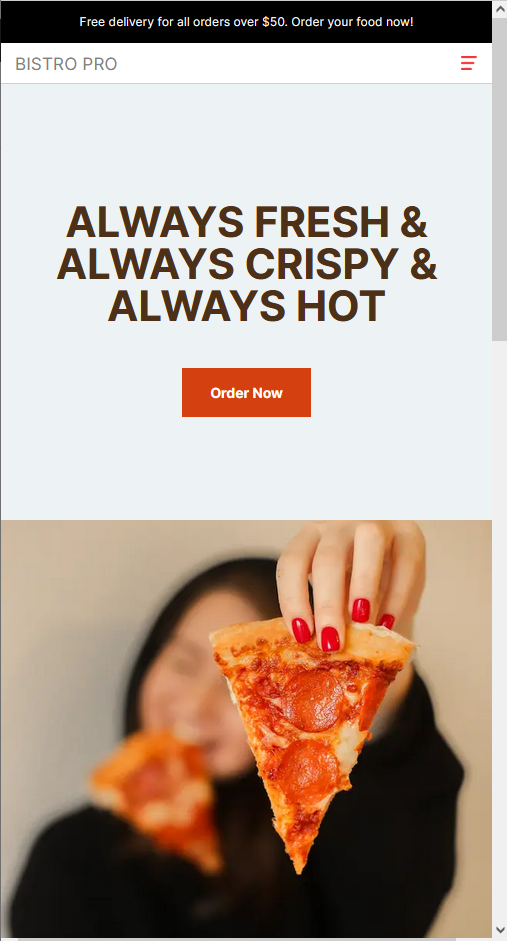 Free delivery for all orders over $50. Order your food now!
BISTRO PRO
ALWAYS FRESH &
ALWAYS CRISPY &
ALWAYS HOT
Order Now